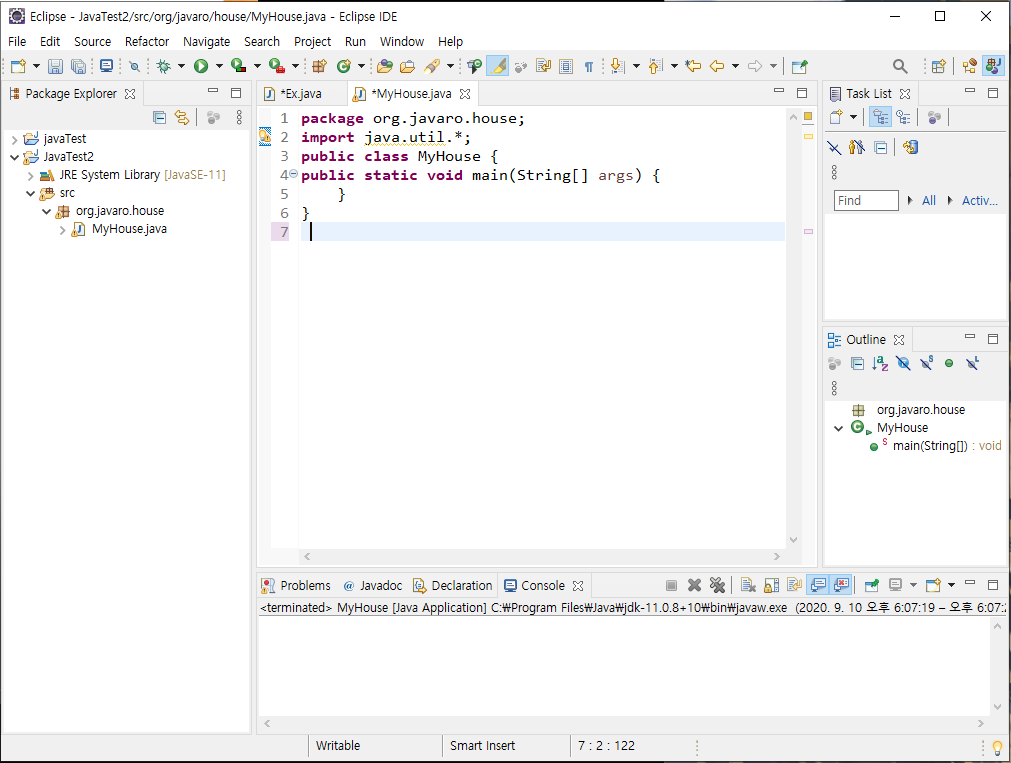 Eclipse - JavaTest2/src/org/javaro/house/MyHouse.java - Eclipse IDE
File Edit Source Refactor Navigate Search Project Run Window Help
Package Explorer
javaTest
JavaTest2
JRE System Library [JavaSE-11]
src
org.javaro.house
MyHouse.java
*Ex.java *MyHouse.java
1 package org.javaro.house;
2 import java.util.*;
3 public class MyHouse {
4 public static void main(String[] args) {
5 }
6 }
7
Task List
Find All Activ...
Outline
org.javaro.house
MyHouse
main(String[]) : void
Problems @ Javadoc Declaration Console
<terminated> MyHouse [Java Application] C:₩Program Files₩Java₩jdk-11.0.8+10₩bin₩javaw.exe (2020. 9. 10 오후 6:07:19 – 오후 6:07:
Writable Smart Insert 7 : 2 : 122